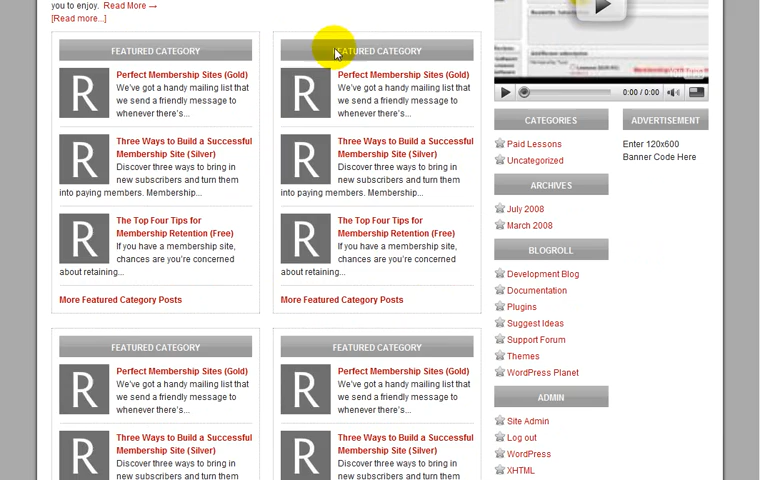 you to enjoy. Read More →
[Read more...]
FEATURED CATEGORY
R
Perfect Membership Sites (Gold)
We've got a handy mailing list that
we send a friendly message to
whenever there's...
R
Three Ways to Build a Successful
Membership Site (Silver)
Discover three ways to bring in
new subscribers and turn them
into paying members. Membership...
R
The Top Four Tips for
Membership Retention (Free)
If you have a membership site,
chances are you're concerned
about retaining...
More Featured Category Posts
FEATURED CATEGORY
R
Perfect Membership Sites (Gold)
We've got a handy mailing list that
we send a friendly message to
whenever there's...
R
Three Ways to Build a Successful
Membership Site (Silver)
Discover three ways to bring in
new subscribers and turn them
into paying members. Membership...
R
The Top Four Tips for
Membership Retention (Free)
If you have a membership site,
chances are you're concerned
about retaining...
More Featured Category Posts
FEATURED CATEGORY
R
Perfect Membership Sites (Gold)
We've got a handy mailing list that
we send a friendly message to
whenever there's...
R
Three Ways to Build a Successful
Membership Site (Silver)
Discover three ways to bring in
new subscribers and turn them
FEATURED CATEGORY
R
Perfect Membership Sites (Gold)
We've got a handy mailing list that
we send a friendly message to
whenever there's...
R
Three Ways to Build a Successful
Membership Site (Silver)
Discover three ways to bring in
new subscribers and turn them
0:00 / 0:00
CATEGORIES
Paid Lessons
Uncategorized
ARCHIVES
July 2008
March 2008
BLOGROLL
Development Blog
Documentation
Plugins
Suggest Ideas
Support Forum
Themes
WordPress Planet
ADMIN
Site Admin
Log out
WordPress
XHTML
ADVERTISEMENT
Enter 120x600
Banner Code Here